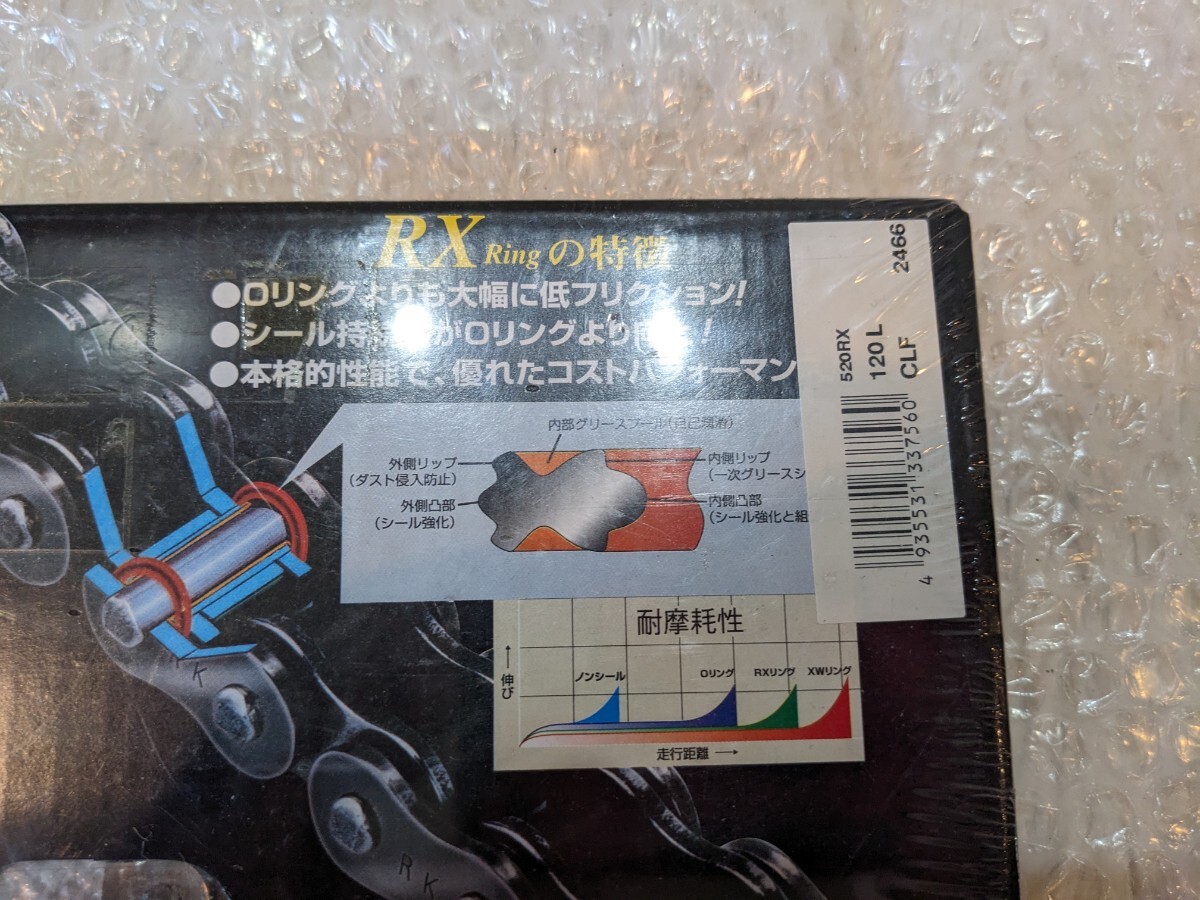 RX Ringの特徴
●Oリングよりも大幅に低フリクション!
●シール持 がOリングより !
●本格的性能で、優れたコストパフォーマン
内部グリースプール(自己潤滑)
外側リップ
(ダスト侵入防止)
外側凸部
(シール強化)
内側リップ
(一次グリースシ
内側凸部
(シール強化と組
耐摩耗性
伸び
ノンシール
Oリング
RXリング
XWリング
走行距離
520RX
2466
120L
CLF
4 935531 337560
K
R K